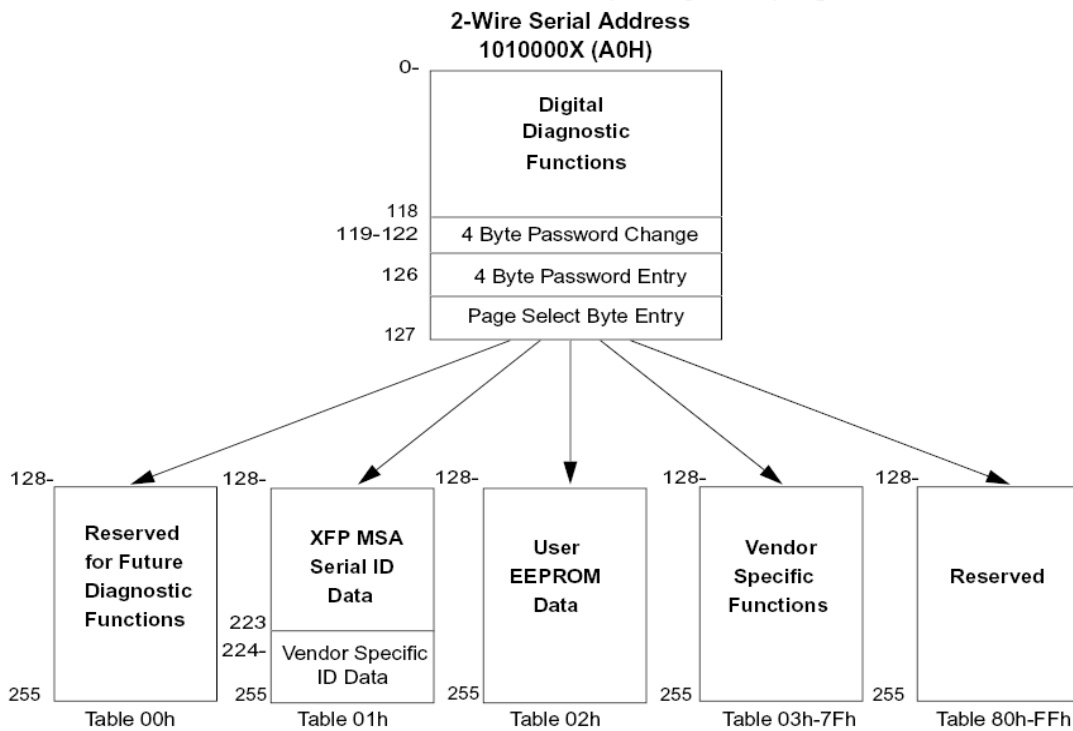 2-Wire Serial Address
1010000X (A0H)
0-
Digital
Diagnostic
Functions
118
119-122
4 Byte Password Change
126
4 Byte Password Entry
Page Select Byte Entry
127
128-
Reserved
for Future
Diagnostic
Functions
255
Table 00h
128-
XFP MSA
Serial ID
Data
223
224-
Vendor Specific
ID Data
255
Table 01h
128-
User
EEPROM
Data
255
Table 02h
128-
Vendor
Specific
Functions
255
Table 03h-7Fh
128-
Reserved
255
Table 80h-FFh